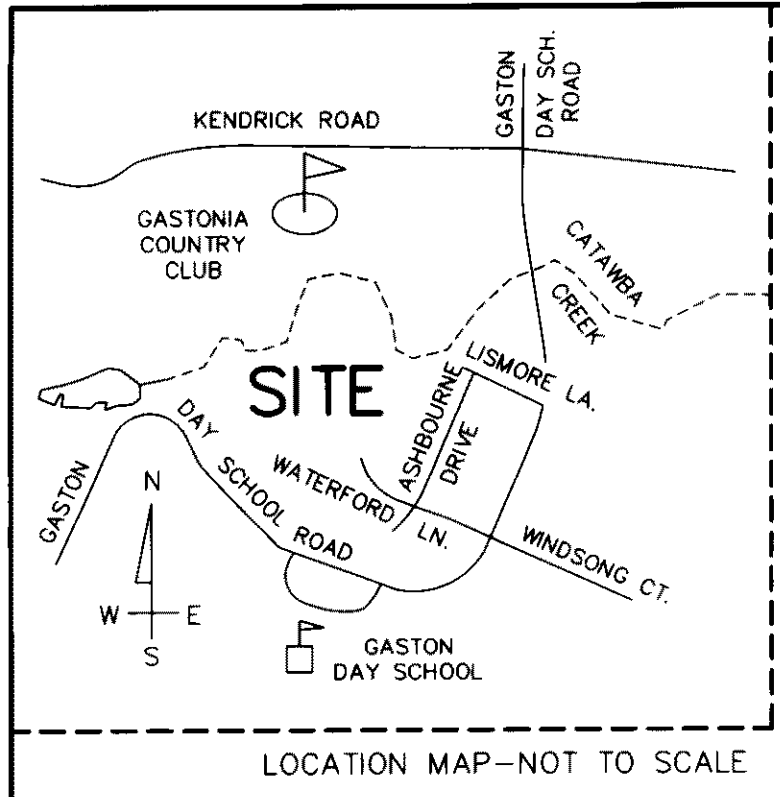 GASTON
DAY SCH.
ROAD
KENDRICK ROAD
GASTONIA
COUNTRY
CLUB
CATAWBA
CREEK
SITE
LISMORE LA.
ASHBOURNE
DRIVE
GASTON
DAY
SCHOOL
ROAD
WATERFORD
LN.
WINDSONG CT.
N
W E
S
GASTON
DAY SCHOOL
LOCATION MAP-NOT TO SCALE